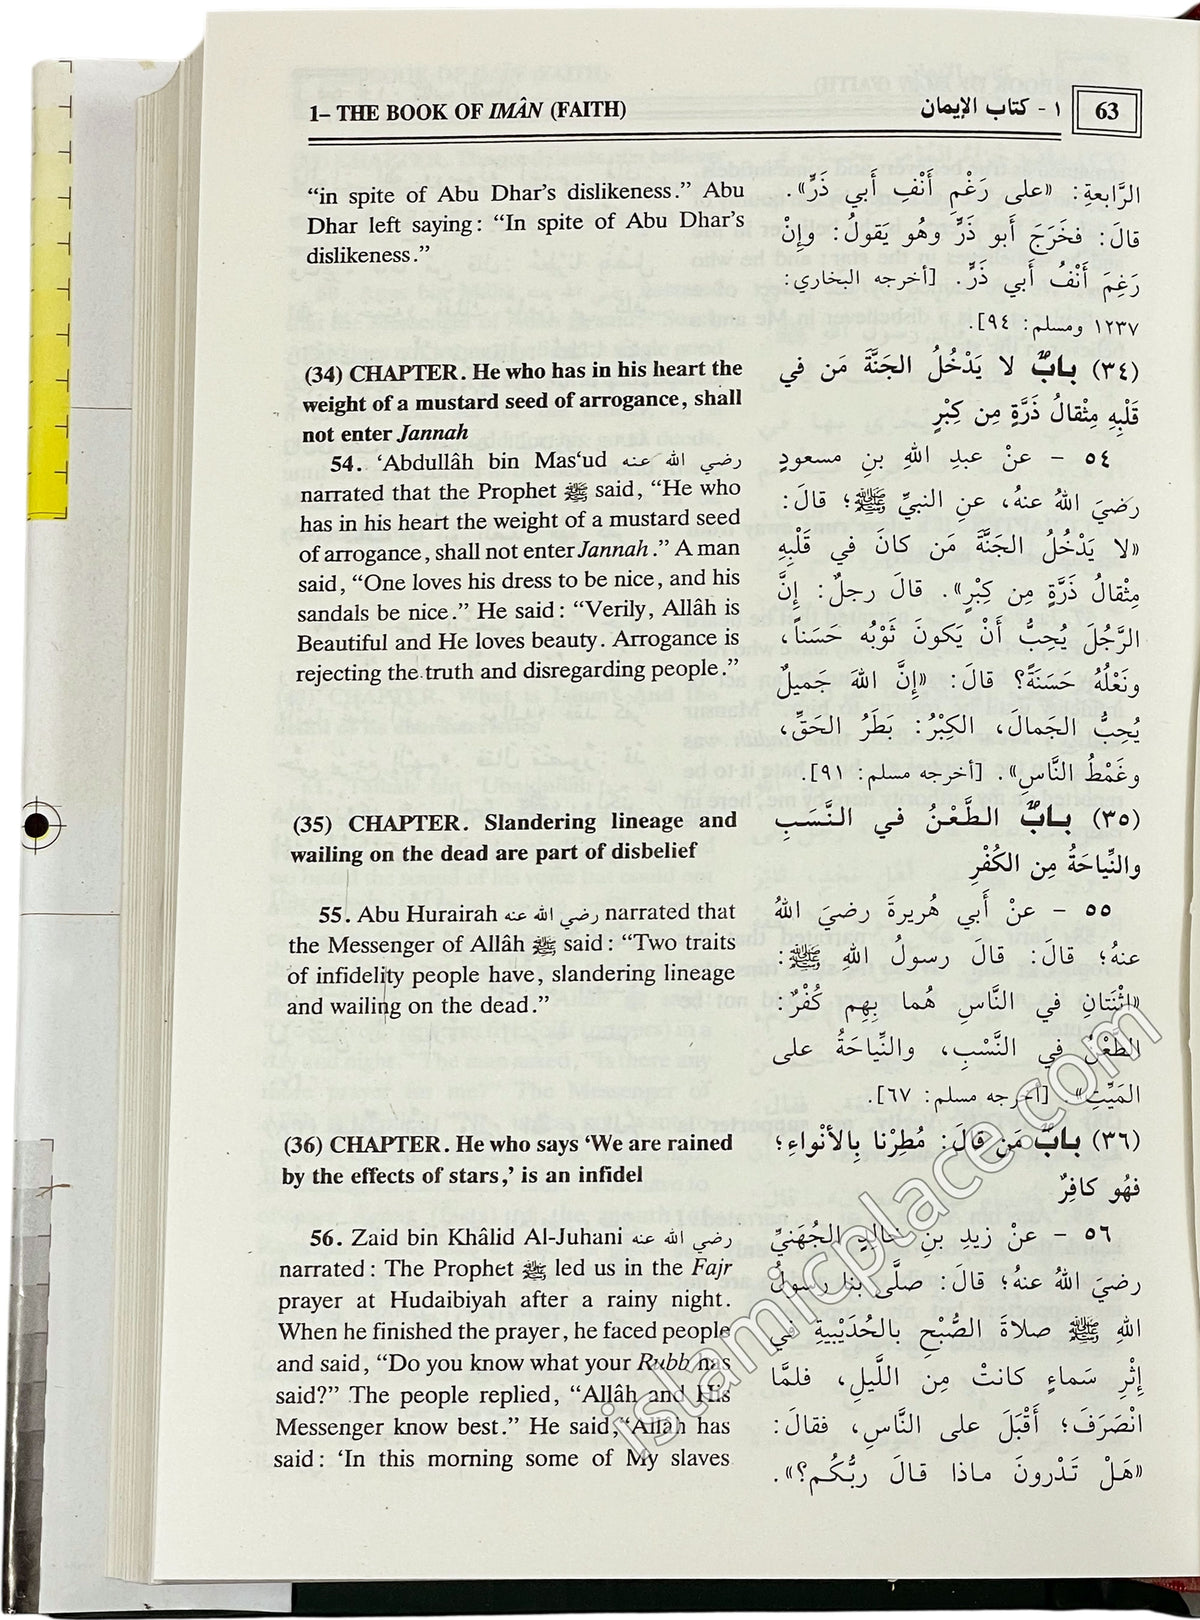 1– THE BOOK OF IMÂN (FAITH)
١ - كتاب الإيمان
63
“in spite of Abu Dhar’s dislikeness.” Abu
Dhar left saying: “In spite of Abu Dhar’s
dislikeness.”
(34) CHAPTER. He who has in his heart the
weight of a mustard seed of arrogance, shall
not enter Jannah
54. ‘Abdullâh bin Mas‘ud رضي الله عنه
narrated that the Prophet ﷺ said, “He who
has in his heart the weight of a mustard seed
of arrogance, shall not enter Jannah.” A man
said, “One loves his dress to be nice, and his
sandals be nice.” He said: “Verily, Allâh is
Beautiful and He loves beauty. Arrogance is
rejecting the truth and disregarding people.”
(35) CHAPTER. Slandering lineage and
wailing on the dead are part of disbelief
55. Abu Hurairah رضي الله عنه narrated that
the Messenger of Allâh ﷺ said: “Two traits
of infidelity people have, slandering lineage
and wailing on the dead.”
(36) CHAPTER. He who says ‘We are rained
by the effects of stars,’ is an infidel
56. Zaid bin Khâlid Al-Juhani رضي الله عنه
narrated: The Prophet ﷺ led us in the Fajr
prayer at Hudaibiyah after a rainy night.
When he finished the prayer, he faced people
and said, “Do you know what your Rubb has
said?” The people replied, “Allâh and His
Messenger know best.” He said, “Allâh has
said: ‘In this morning some of My slaves
الرَّابعةِ: «على رَغْمِ أَنْفِ أَبي ذَرٍّ».
قالَ: فخَرَجَ أَبو ذَرٍّ وهُو يَقولُ: وإنْ
رَغِمَ أَنْفُ أَبي ذَرٍّ. [أخرجه البخاري:
١٢٣٧ ومسلم: ٩٤].
(٣٤) بابٌ لا يَدْخُلُ الجَنَّةَ مَن في
قَلْبِهِ مِثْقالُ ذَرَّةٍ مِن كِبْرٍ
٥٤ - عنْ عبدِ اللهِ بنِ مسعودٍ
رضيَ اللهُ عنهُ، عنِ النبيِّ ﷺ؛ قالَ:
«لا يَدْخُلُ الجَنَّةَ مَن كانَ في قَلْبِهِ
مِثْقالُ ذَرَّةٍ مِن كِبْرٍ». قالَ رجلٌ: إنَّ
الرَّجُلَ يُحِبُّ أَنْ يَكونَ ثَوْبُه حَسَناً،
ونَعْلُهُ حَسَنَةً؟ قالَ: «إنَّ اللهَ جَميلٌ
يُحِبُّ الجَمالَ، الكِبْرُ: بَطَرُ الحَقِّ،
وغَمْطُ النَّاسِ». [أخرجه مسلم: ٩١].
(٣٥) بابٌ الطَّعْنُ في النَّسَبِ
والنِّياحَةُ مِن الكُفْرِ
٥٥ - عنْ أَبي هُريرةَ رضيَ اللهُ
عنهُ؛ قالَ: قالَ رسولُ اللهِ ﷺ:
«اثْنَتانِ في النَّاسِ هُما بِهِم كُفْرٌ:
الطَّعْنُ في النَّسْبِ، والنِّياحَةُ على
المَيِّتِ». [أخرجه مسلم: ٦٧].
(٣٦) بابٌ مَن قالَ: مُطِرْنا بِالأنْواءِ؛
فهُو كافِرٌ
٥٦ - عنْ زيدِ بنِ خالِدٍ الجُهَنيِّ
رضيَ اللهُ عنهُ؛ قالَ: صلَّى بنا رسولُ
اللهِ ﷺ صلاةَ الصُّبْحِ بالحُدَيْبيةِ في
إثْرِ سَماءٍ كانتْ مِن اللَّيلِ، فلمَّا
انْصَرَفَ؛ أَقْبَلَ على النَّاسِ، فقالَ:
«هَلْ تَدْرونَ ماذا قالَ ربُّكُم؟».
islamicplace.com